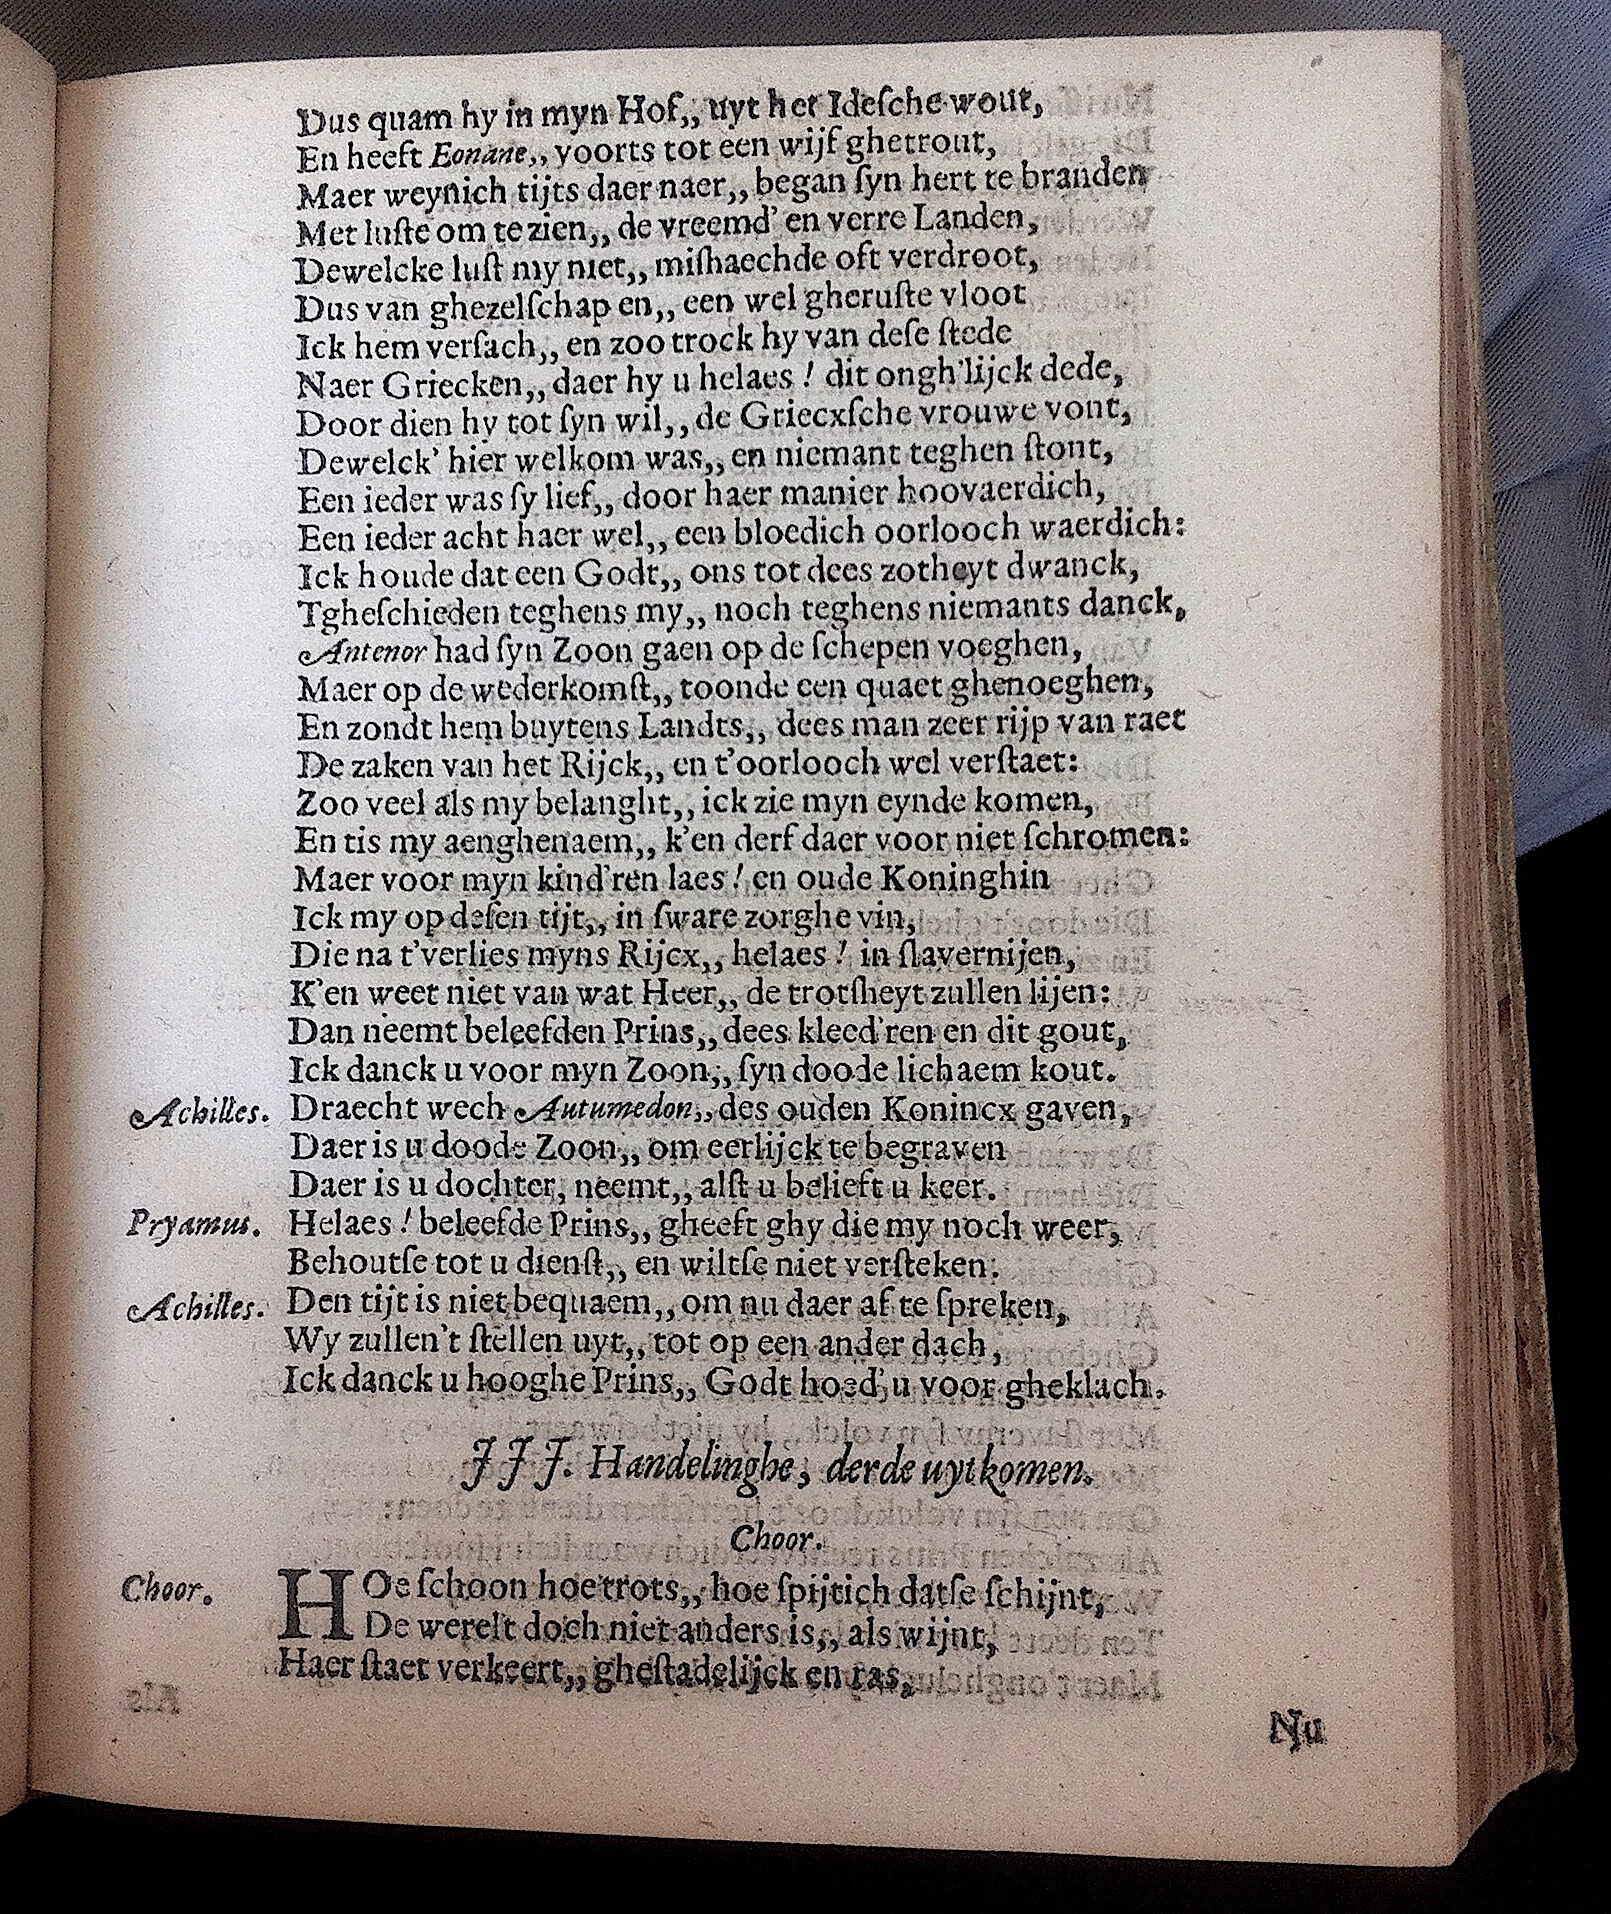 Dus quam hy in myn Hof,, uyt het Ideſche wout,
En heeft Eonane,, voorts tot een wijf ghetrout,
Maer weynich tijts daer naer,, began ſyn hert te branden
Met luſte om te zien,, de vreemd' en verre Landen,
Dewelcke luſt my niet,, miſhaechde oft verdroot,
Dus van ghezelſchap en,, een wel gheruſte vloot
Ick hem verſach,, en zoo trock hy van deſe ſtede
Naer Griecken,, daer hy u helaes! dit ongh'lijck dede,
Door dien hy tot ſyn wil,, de Griecxſche vrouwe vont,
Dewelck' hier welkom was,, en niemant teghen ſtont,
Een ieder was ſy lief,, door haer manier hoovaerdich,
Een ieder acht haer wel,, een bloedich oorlooch waerdich:
Ick houde dat een Godt,, ons tot dees zotheyt dwanck,
Tgheſchieden teghens my,, noch teghens niemants danck,
Antenor had ſyn Zoon gaen op de ſchepen voeghen,
Maer op de wederkomſt,, toonde een quaet ghenoeghen,
En zondt hem buytens Landts,, dees man zeer rijp van raet
De zaken van het Rijck,, en t'oorlooch wel verſtaet:
Zoo veel als my belanght,, ick zie myn eynde komen,
En tis my aenghenaem,, k'en derf daer voor niet ſchromen:
Maer voor myn kind'ren laes! en oude Koninghin
Ick my op deſen tijt,, in ſware zorghe vin,
Die na t'verlies myns Rijcx,, helaes! in ſlavernijen,
K'en weet niet van wat Heer,, de trotſheyt zullen lijen:
Dan neemt beleefden Prins,, dees kleed'ren en dit gout,
Ick danck u voor myn Zoon,, ſyn doode lichaem kout.
Achilles. Draecht wech Autumedon,, des ouden Konincx gaven,
Daer is u doode Zoon,, om eerlijck te begraven
Daer is u dochter, neemt,, alſt u belieft u keer.
Pryamus. Helaes! beleefde Prins,, gheeft ghy die my noch weer,
Behoutſe tot u dienſt,, en wiltſe niet verſteken.
Achilles. Den tijt is niet bequaem,, om nu daer af te ſpreken,
Wy zullen't ſtellen uyt,, tot op een ander dach,
Ick danck u hooghe Prins,, Godt hoed' u voor gheklach.
JJJ. Handelinghe, derde uytkomen.
Choor.
Choor. HOe ſchoon hoe trots,, hoe ſpijtich datſe ſchijnt,
De werelt doch niet anders is,, als wijnt,
Haer ſtaet verkeert,, gheſtadelijck en ras,
Nu